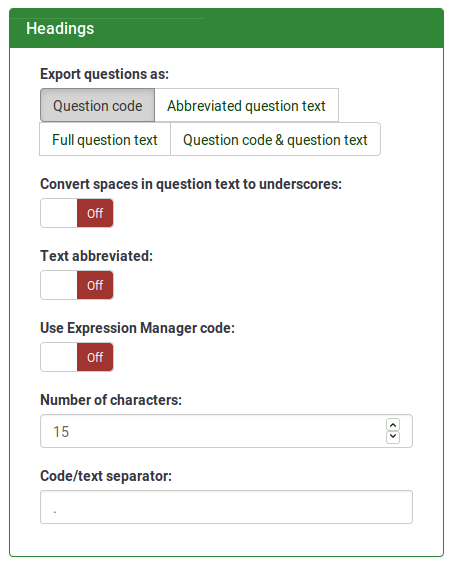 Headings
Export questions as:
Question code Abbreviated question text
Full question text Question code & question text
Convert spaces in question text to underscores:
Off
Text abbreviated:
Off
Use Expression Manager code:
Off
Number of characters:
15
Code/text separator:
.